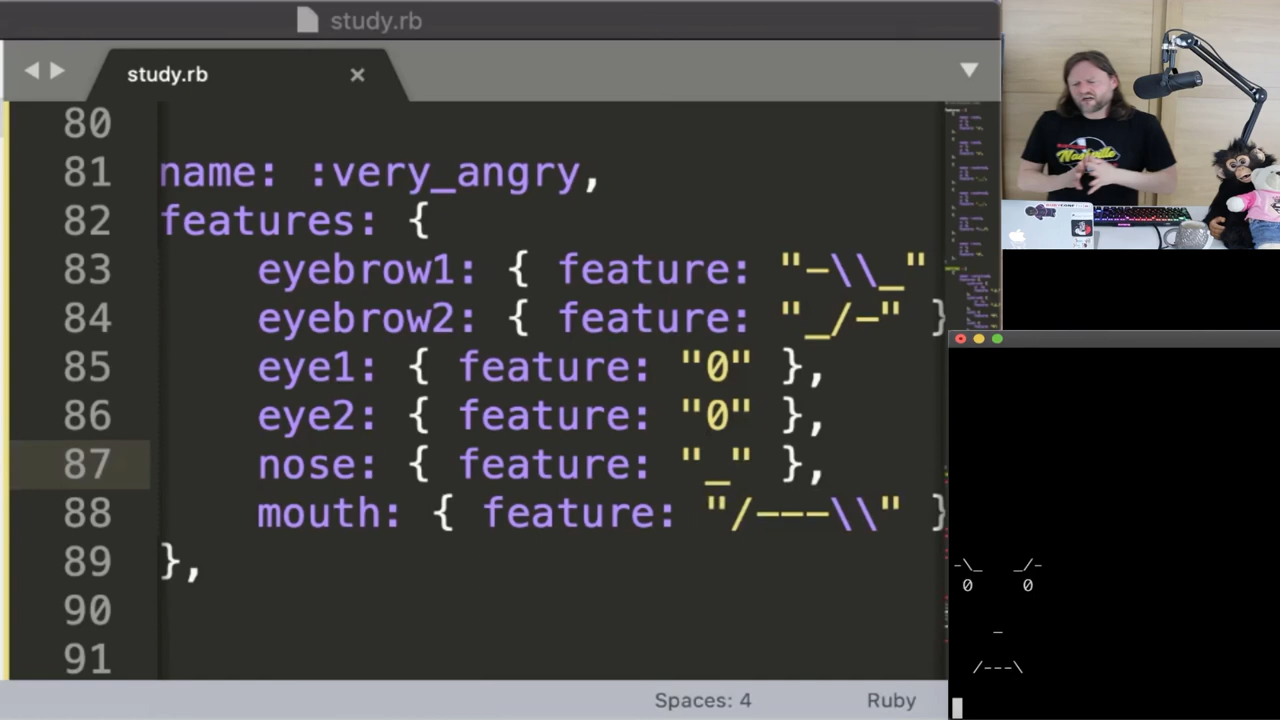 study.rb
study.rb
80
81 name: :very_angry,
82 features: {
83 eyebrow1: { feature: "-\\_"
84 eyebrow2: { feature: "_/-" }
85 eye1: { feature: "0" },
86 eye2: { feature: "0" },
87 nose: { feature: "_" },
88 mouth: { feature: "/---\\" }
89 },
90
91
Spaces: 4 Ruby
Nashville
-\_ _/-
0 0
_
/---\